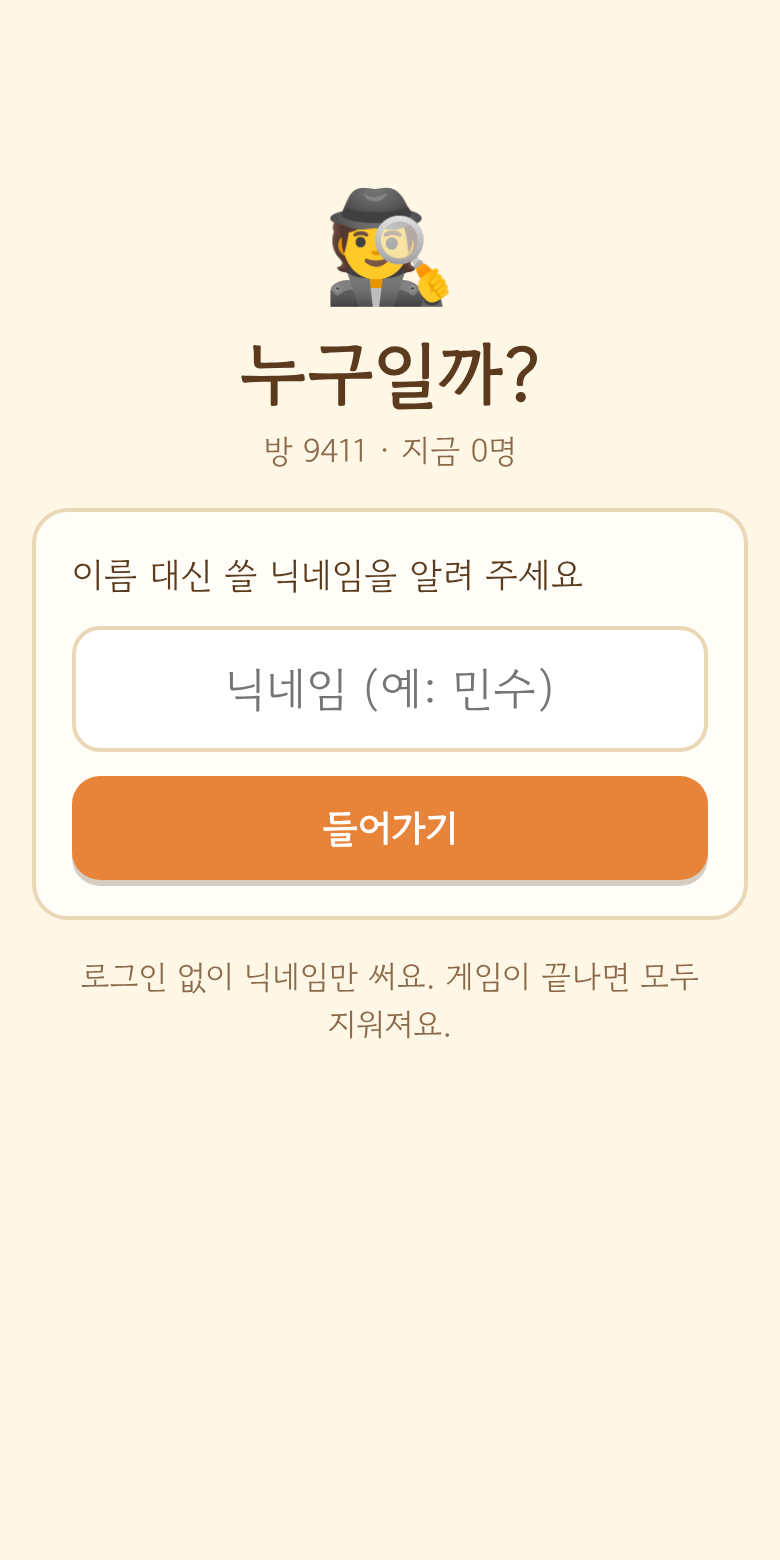 누구일까?
방 9411 · 지금 0명
이름 대신 쓸 닉네임을 알려 주세요
닉네임 (예: 민수)
들어가기
로그인 없이 닉네임만 써요. 게임이 끝나면 모두
지워져요.